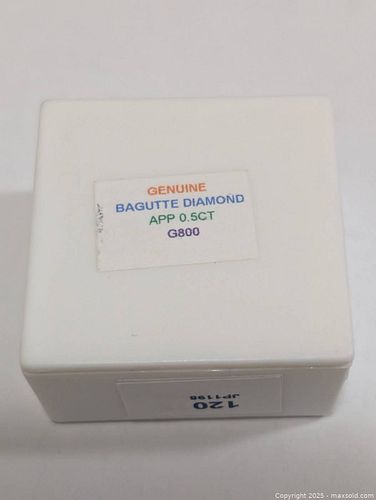 GENUINE
BAGUTTE DIAMOND
APP 0.5CT
G800
120
JP1198
Copyright 2025 - maxsold.com